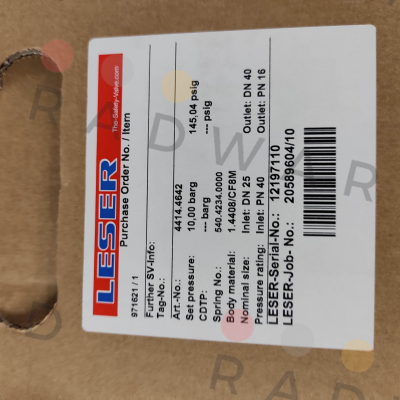 LESER
The-Safety-Valve.com
Purchase Order No. / Item
971621 / 1
Further SV-Info:
Tag-No.:
Art.-No.: 4414.4642
Set pressure: 10,00 barg 145,04 psig
CDTP: --- barg --- psig
Spring No.: 540.4234.0000
Body material: 1.4408/CF8M
Nominal size: Inlet: DN 25 Outlet: DN 40
Pressure rating: Inlet: PN 40 Outlet: PN 16
LESER-Serial-No.: 12197110
LESER-Job- No.: 20589604/10
RADWAR
RADW